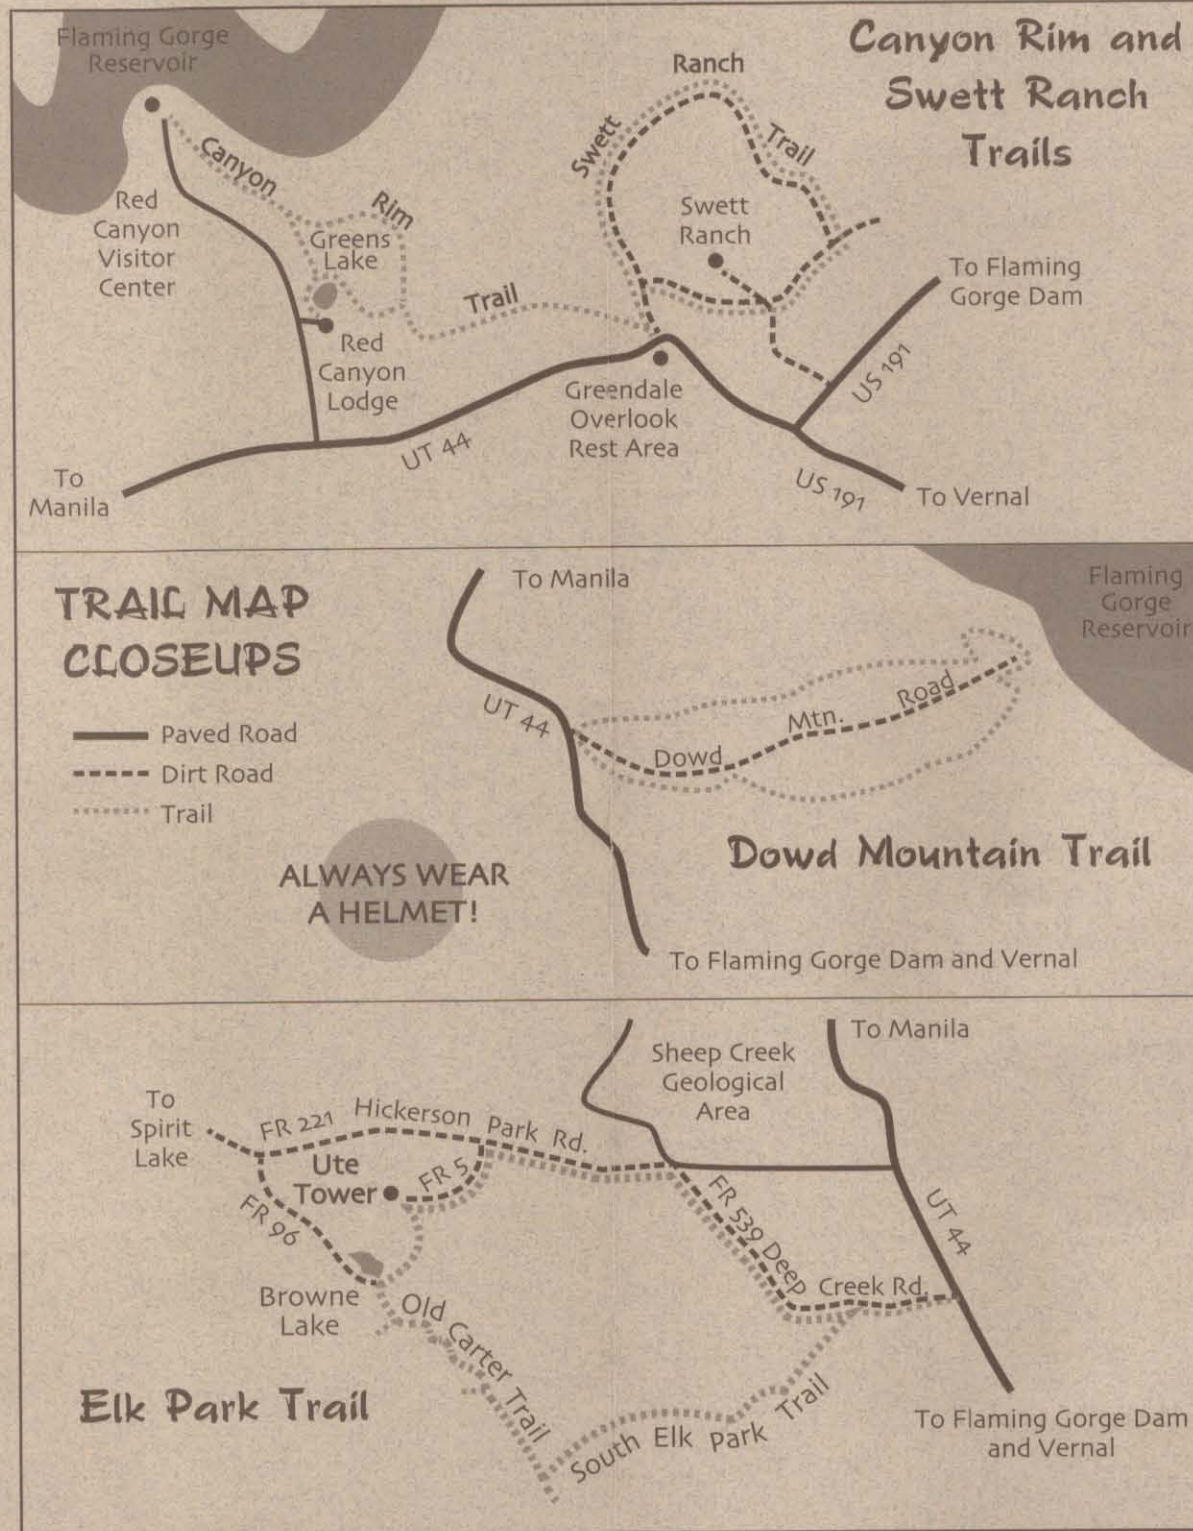 Canyon Rim and
Swett Ranch
Trails
Flaming Gorge
Reservoir
Canyon
Rim
Trail
Red
Canyon
Visitor
Center
Greens
Lake
Red
Canyon
Lodge
Swett
Ranch
Trail
Swett
Ranch
To Flaming
Gorge Dam
US 191
Greendale
Overlook
Rest Area
UT 44
To
Manila
US 191
To Vernal
TRAIL MAP
CLOSEUPS
Paved Road
Dirt Road
Trail
ALWAYS WEAR
A HELMET!
To Manila
UT 44
Flaming
Gorge
Reservoir
Dowd
Mtn.
Road
Dowd Mountain Trail
To Flaming Gorge Dam and Vernal
Sheep Creek
Geological
Area
To Manila
To
Spirit
Lake
FR 221
Hickerson Park Rd.
Ute
Tower
FR 5
FR 96
Browne
Lake
Old Carter Trail
FR 539 Deep
Creek Rd.
UT 44
South Elk Park Trail
Elk Park Trail
To Flaming Gorge Dam
and Vernal